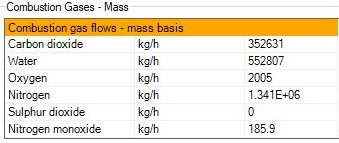 Combustion Gases - Mass
Combustion gas flows - mass basis
Carbon dioxide kg/h 352631
Water kg/h 552807
Oxygen kg/h 2005
Nitrogen kg/h 1.341E+06
Sulphur dioxide kg/h 0
Nitrogen monoxide kg/h 185.9